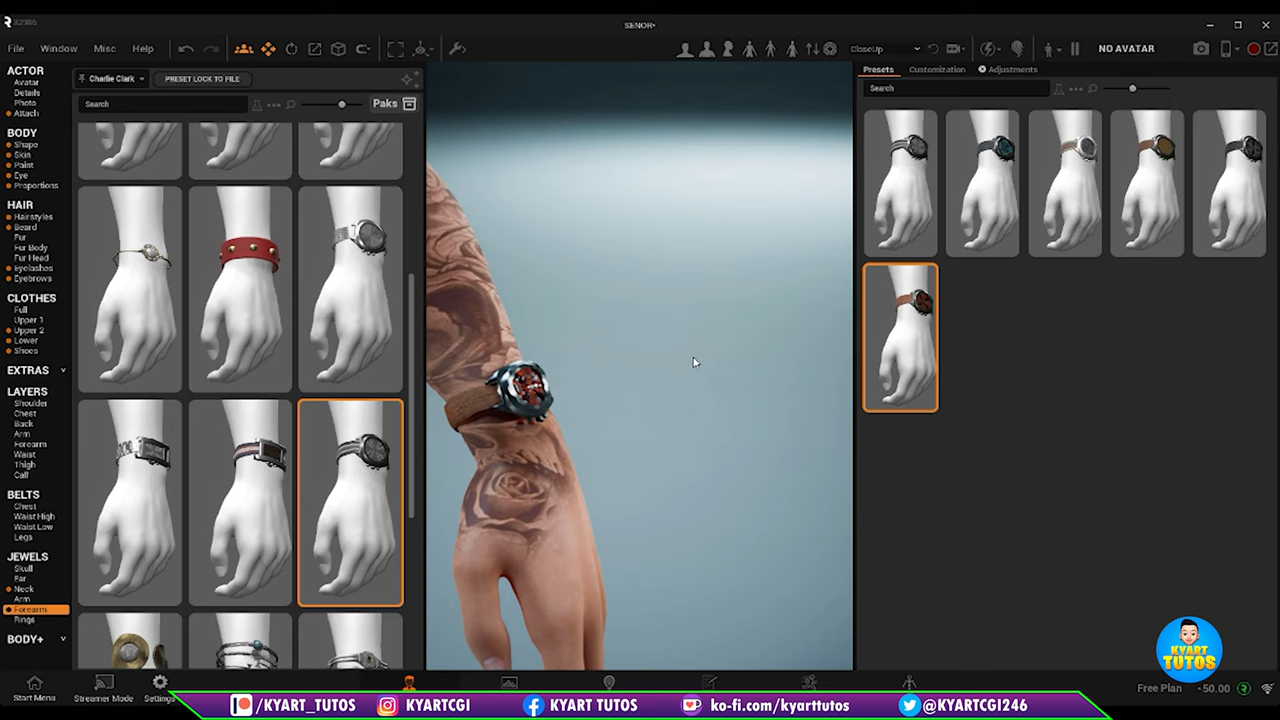 32985
SENOR•
File Window Misc Help
CloseUp
NO AVATAR
ACTOR
Avatar
Details
Photo
Attach
BODY
Shape
Skin
Paint
Eye
Proportions
HAIR
Hairstyles
Beard
Fur
Fur Body
Fur Head
Eyelashes
Eyebrows
CLOTHES
Full
Upper 1
Upper 2
Lower
Shoes
EXTRAS
LAYERS
Shoulder
Chest
Back
Arm
Forearm
Waist
Thigh
Calf
BELTS
Chest
Waist High
Waist Low
Legs
JEWELS
Skull
Ear
Neck
Arm
Forearm
Rings
BODY+
Charlie Clark PRESET LOCK TO FILE
Search
Paks
Presets Customization Adjustments
Search
KYART
TUTOS
Start Menu Streamer Mode Settings
Free Plan -50.00
/KYART_TUTOS KYARTCGI KYART TUTOS ko-fi.com/kyarttutos @KYARTCGI246